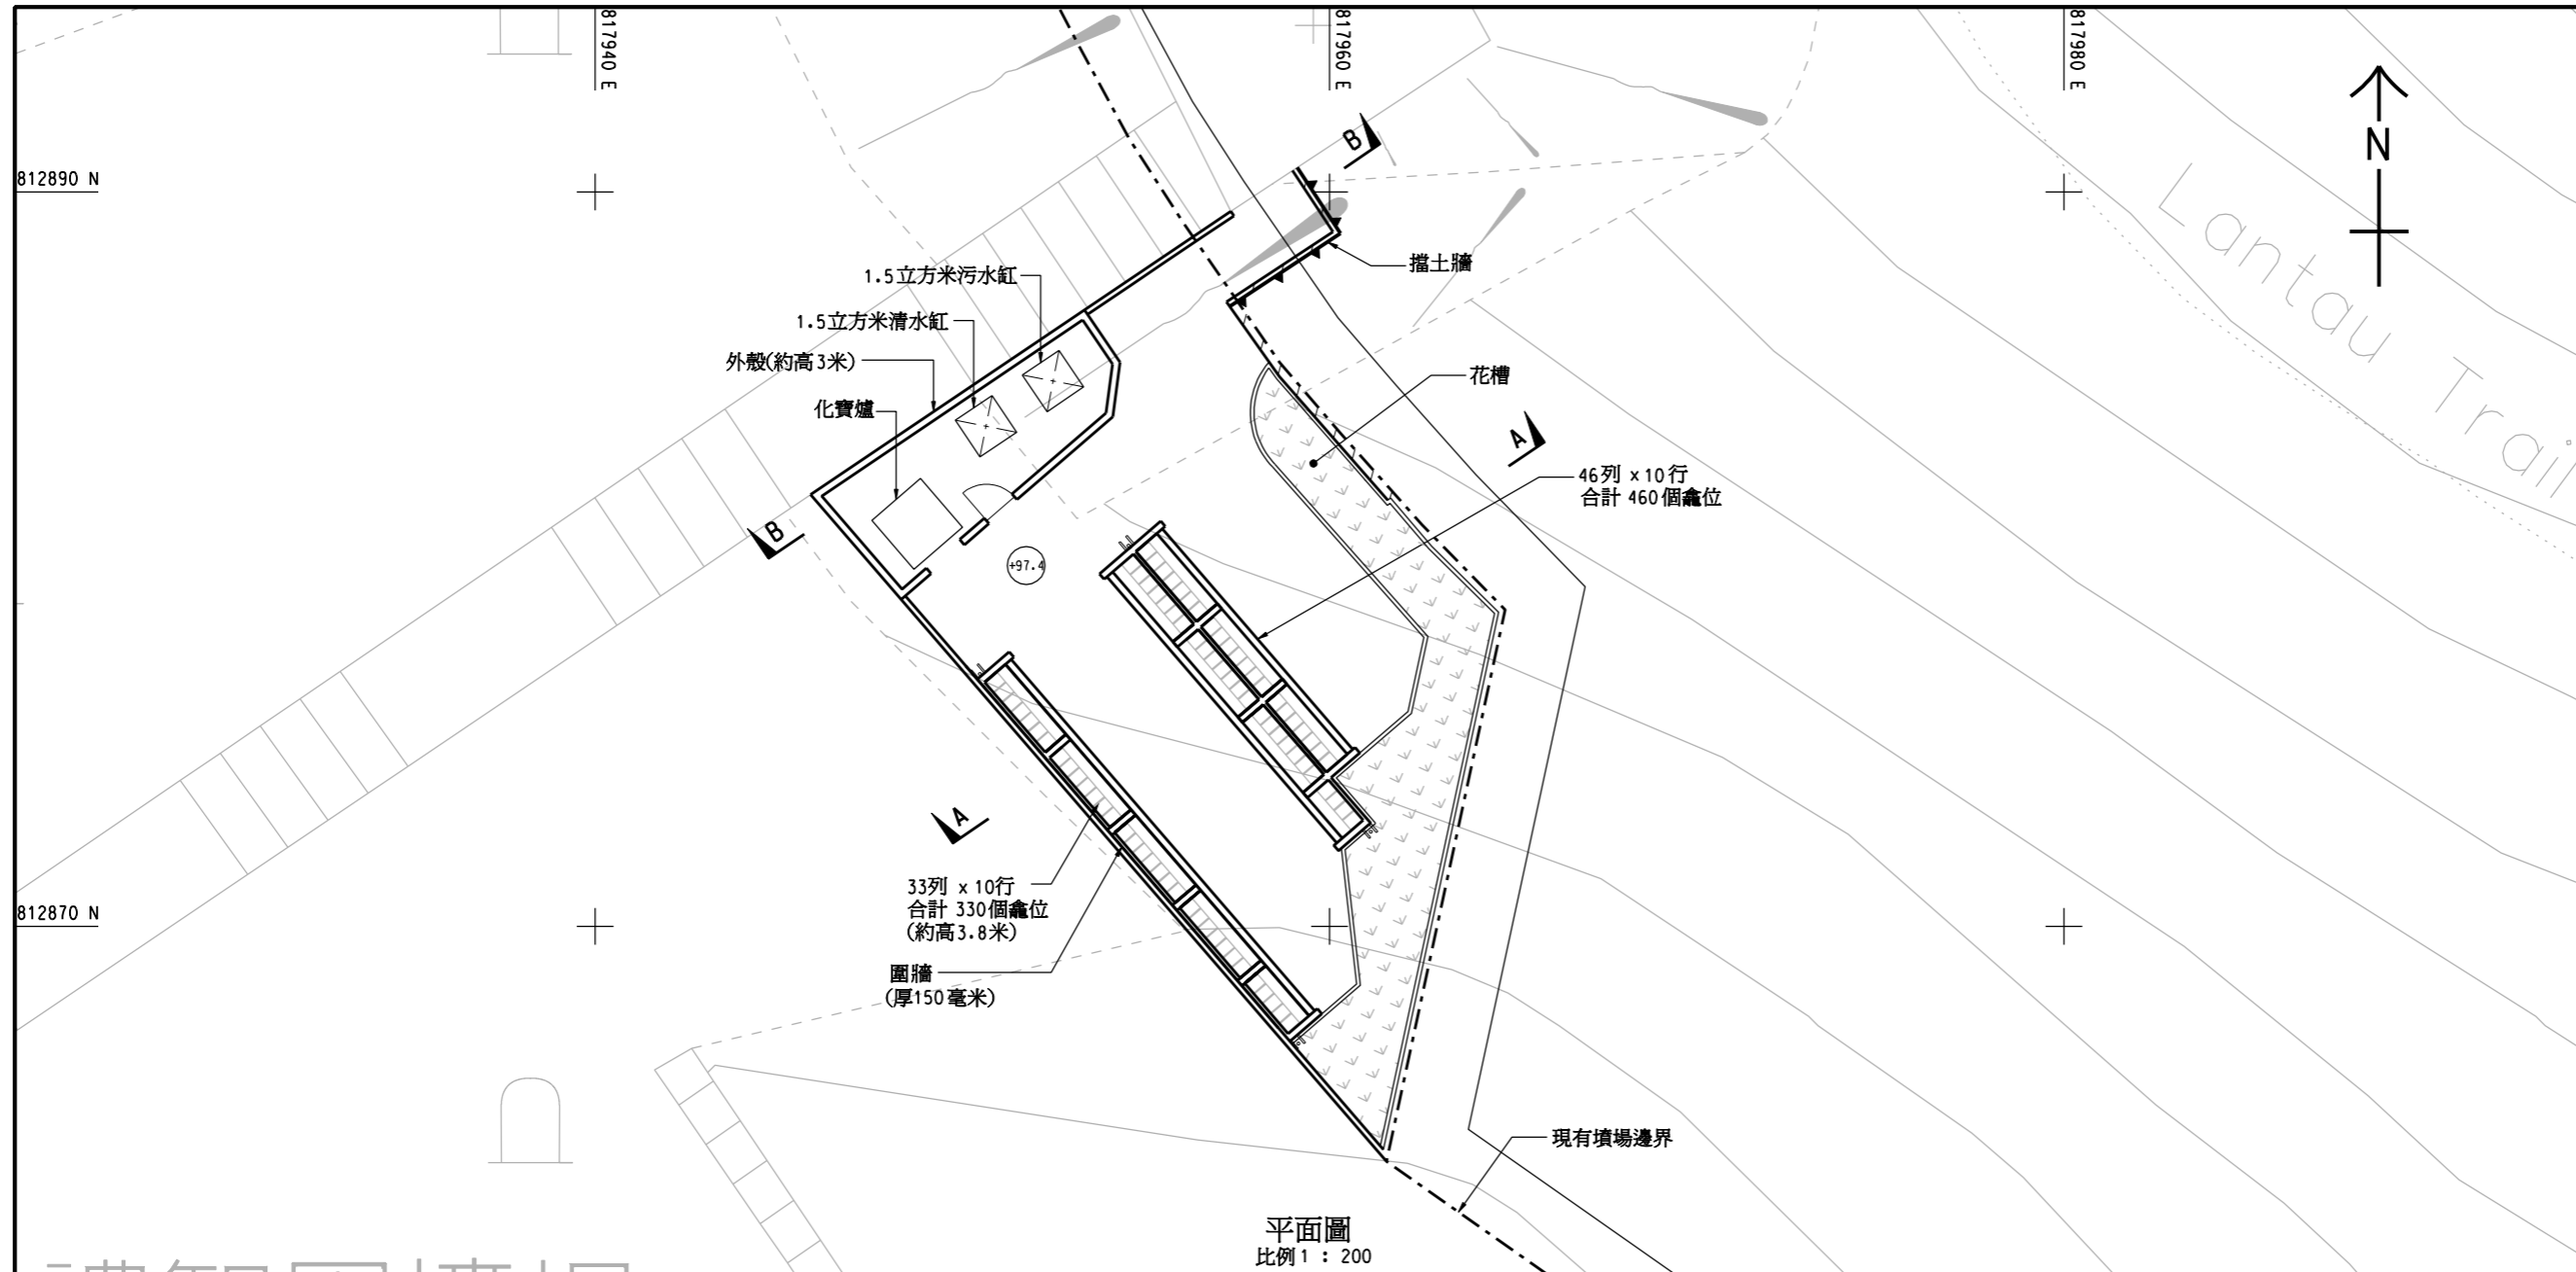 817940 E
817960 E
817980 E
N
812890 N
B
擋土牆
1.5立方米污水缸
1.5立方米清水缸
外殼(約高3米)
化寶爐
花槽
A
46列 x10行
合計 460個龕位
Lantau Trail
B
+97.4
A
33列 x10行
合計 330個龕位
(約高3.8米)
812870 N
圍牆
(厚150毫米)
現有墳場邊界
平面圖
比例1 : 200